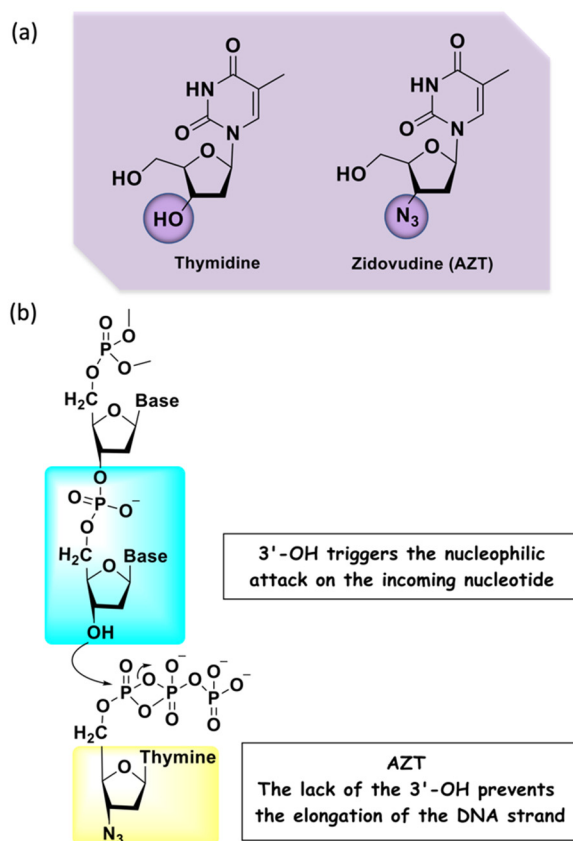 (a)
O
HN
O
N
O
HO
HO
Thymidine
O
HN
O
N
O
HO
N3
Zidovudine (AZT)
(b)
O
O
P
O
O
H2C
Base
O
O
O
P
O−
O
H2C
Base
O
OH
3'-OH triggers the nucleophilic
attack on the incoming nucleotide
O
O−
O−
O
P
O
P
O
P
O−
O
O
O
O
H2C
Thymine
O
N3
AZT
The lack of the 3'-OH prevents
the elongation of the DNA strand